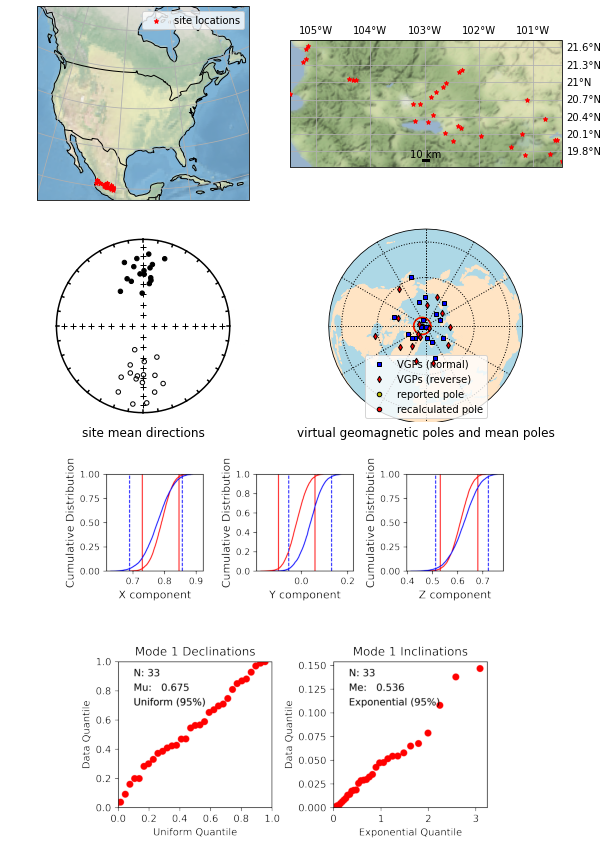 site locations
105°W 104°W 103°W 102°W 101°W
21.6°N
21.3°N
21°N
20.7°N
20.4°N
20.1°N
19.8°N
10 km
VGPs (normal)
VGPs (reverse)
reported pole
recalculated pole
site mean directions
virtual geomagnetic poles and mean poles
Cumulative Distribution
1.00
0.75
0.50
0.25
0.00
0.7 0.8 0.9
X component
Cumulative Distribution
1.00
0.75
0.50
0.25
0.00
0.0 0.2
Y component
Cumulative Distribution
1.00
0.75
0.50
0.25
0.00
0.4 0.5 0.6 0.7
Z component
Mode 1 Declinations
N: 33
Mu: 0.675
Uniform (95%)
Data Quantile
1.0
0.8
0.6
0.4
0.2
0.0
0.0 0.2 0.4 0.6 0.8 1.0
Uniform Quantile
Mode 1 Inclinations
N: 33
Me: 0.536
Exponential (95%)
Data Quantile
0.150
0.125
0.100
0.075
0.050
0.025
0.000
0 1 2 3
Exponential Quantile